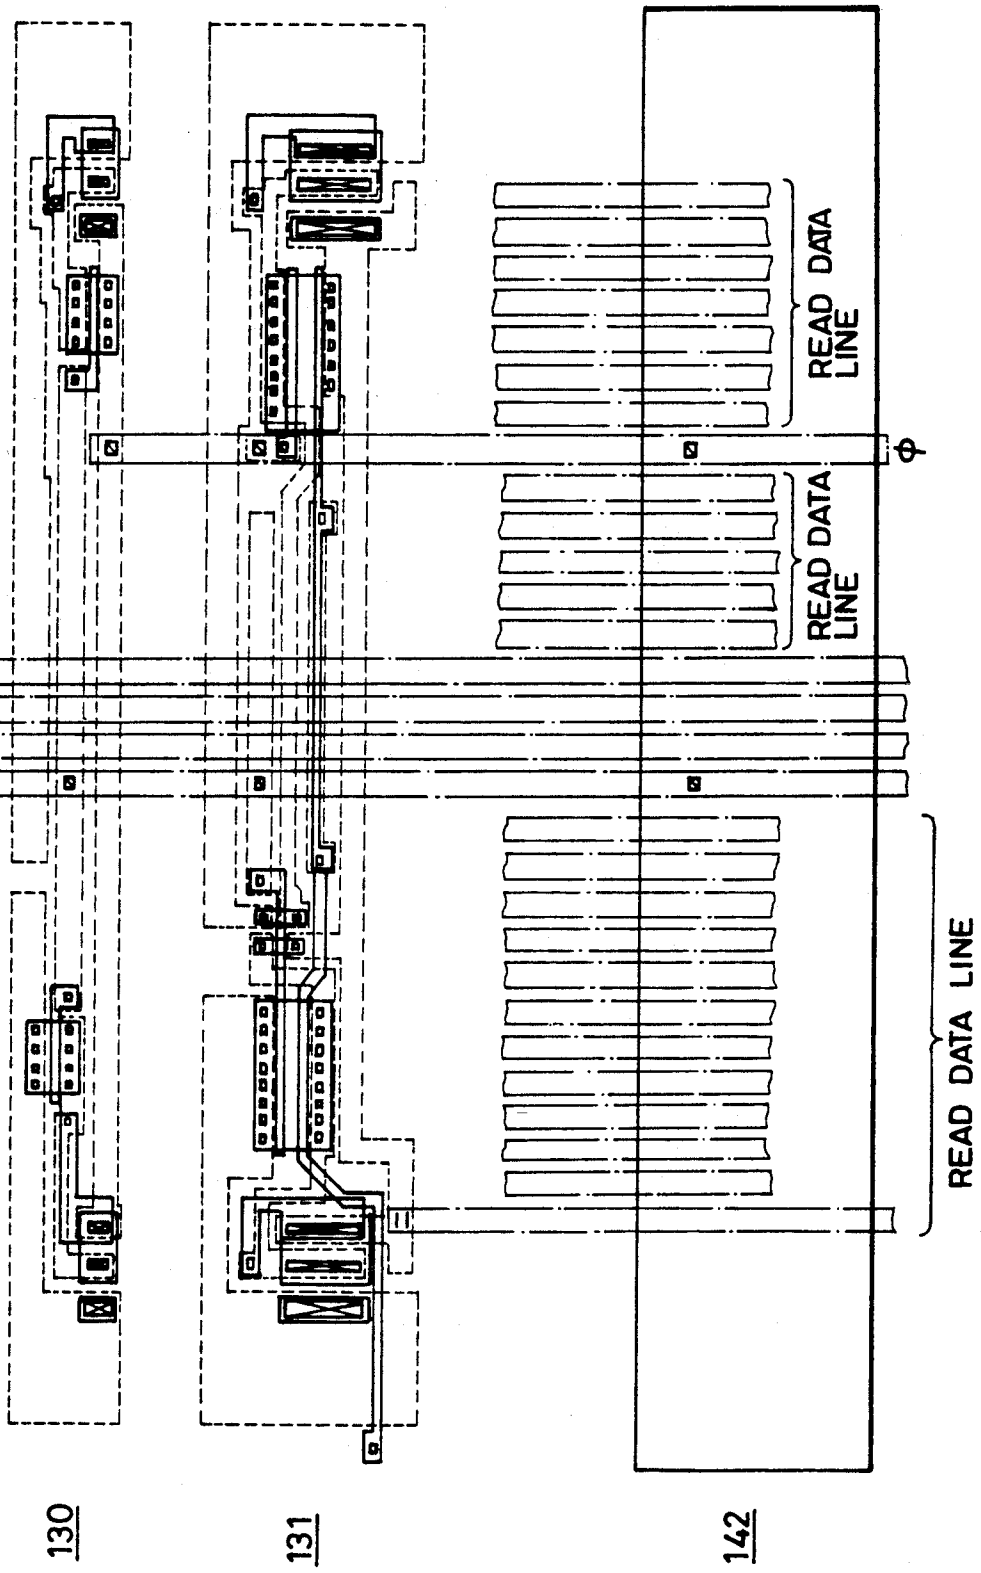 130
131
142
READ DATA LINE
READ DATA
LINE
φ
READ DATA
LINE